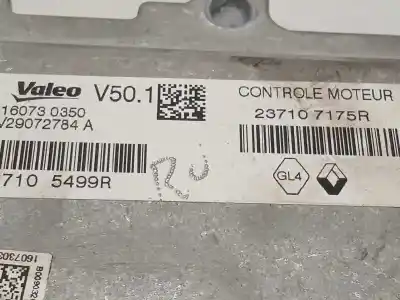 Valeo V50.1
CONTROLE MOTEUR
16073 0350
23710 7175R
V29072784 A
GL4
710 5499R